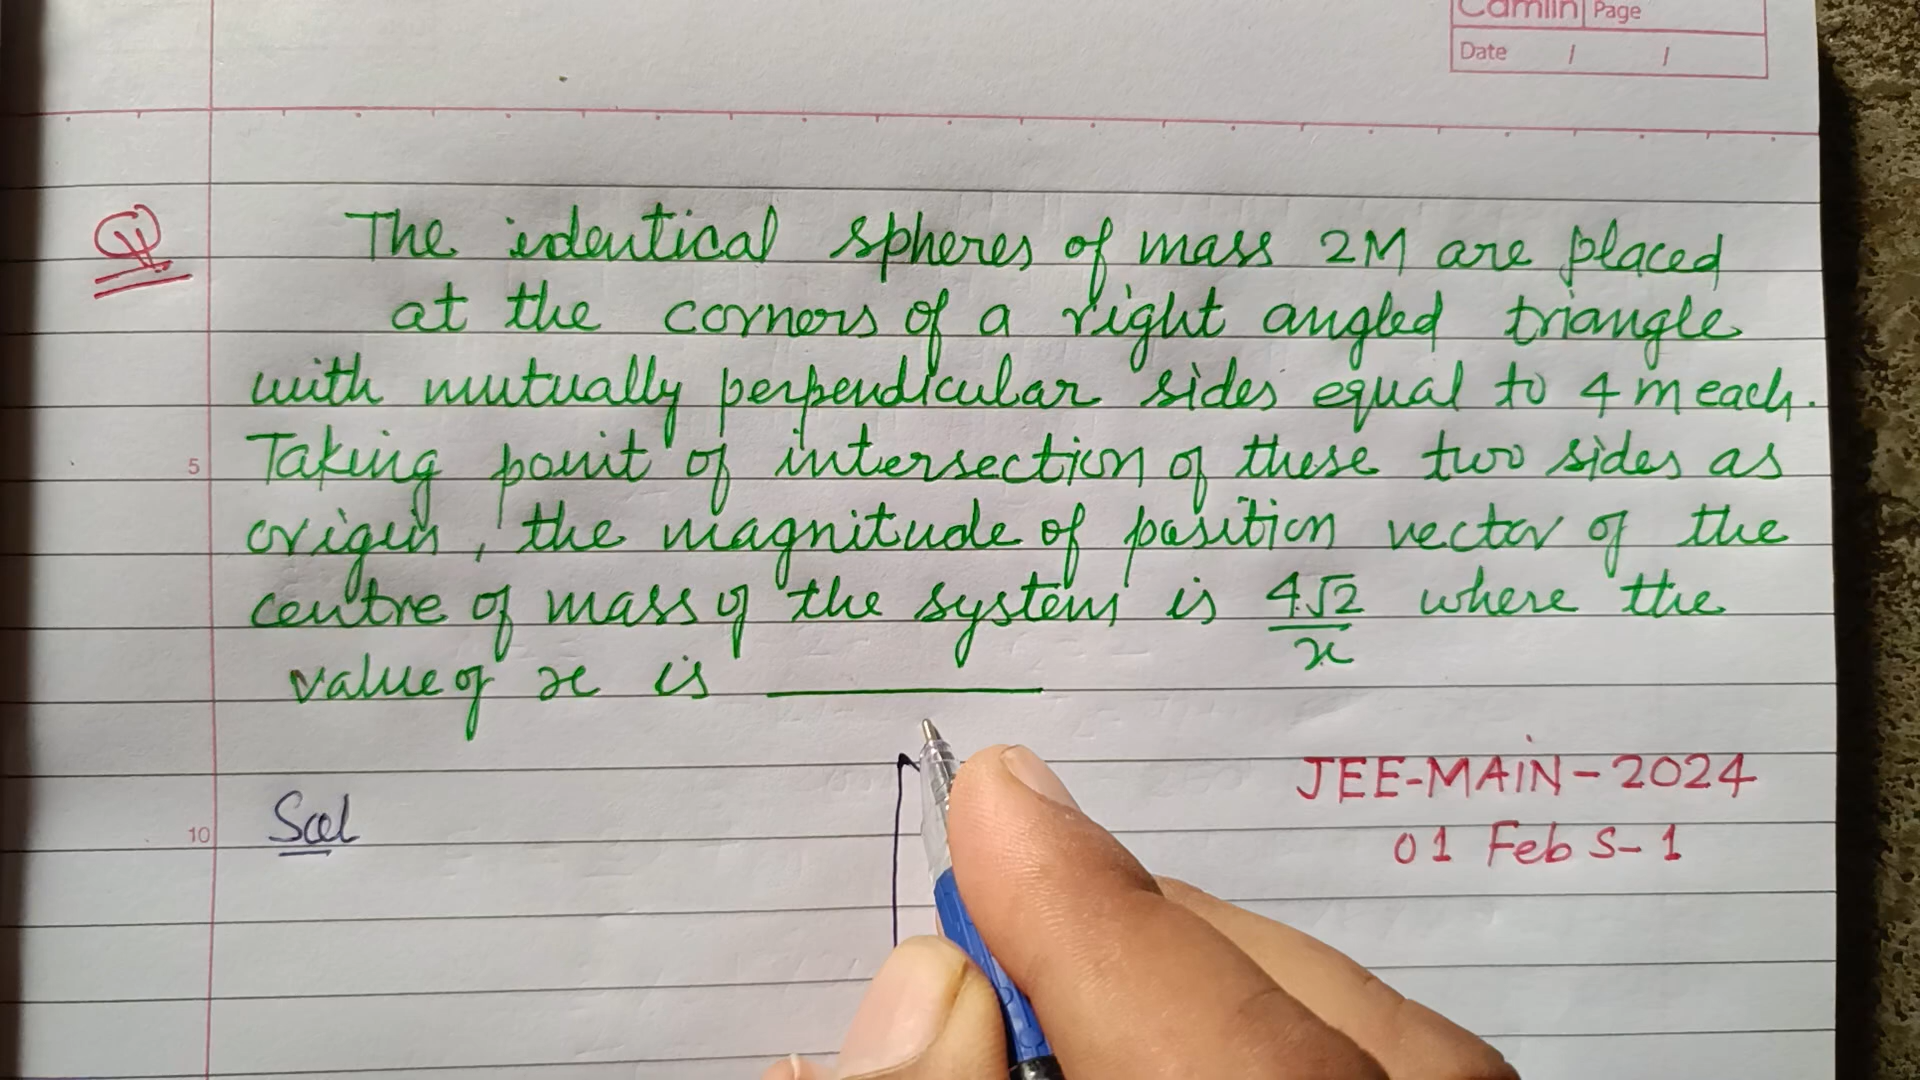 Camlin Page
Date / /
Q
The identical spheres of mass 2M are placed
at the corners of a right angled triangle
with mutually perpendicular sides equal to 4 m each.
5 Taking point of intersection of these two sides as
origin, the magnitude of position vector of the
centre of mass of the system is 4√2/x where the
value of x is ________
JEE-MAIN-2024
10 Sol
01 Feb S-1